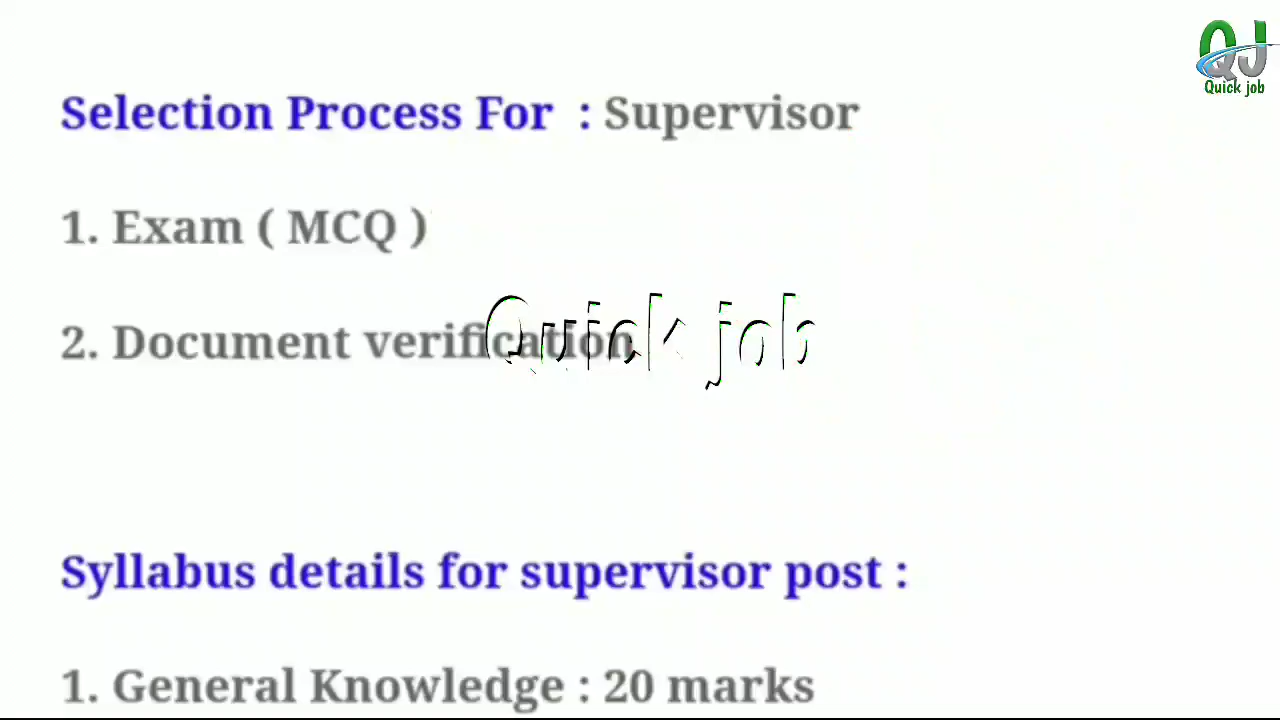 QJ
Quick job
Selection Process For : Supervisor
1. Exam ( MCQ )
2. Document verification
Quick job
Syllabus details for supervisor post :
1. General Knowledge : 20 marks